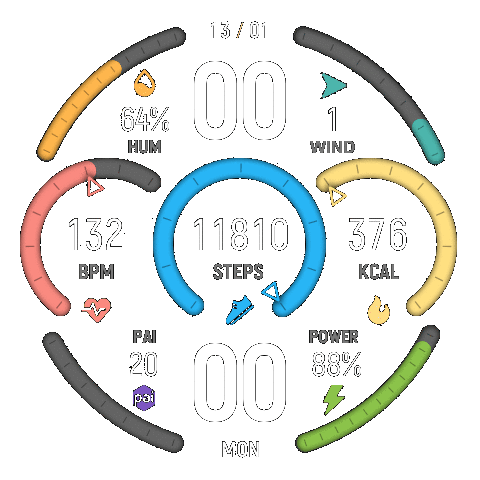 13 / 01
00
64%
HUM
1
WIND
132
BPM
11810
STEPS
376
KCAL
PAI
20
pai
POWER
88%
00
MON